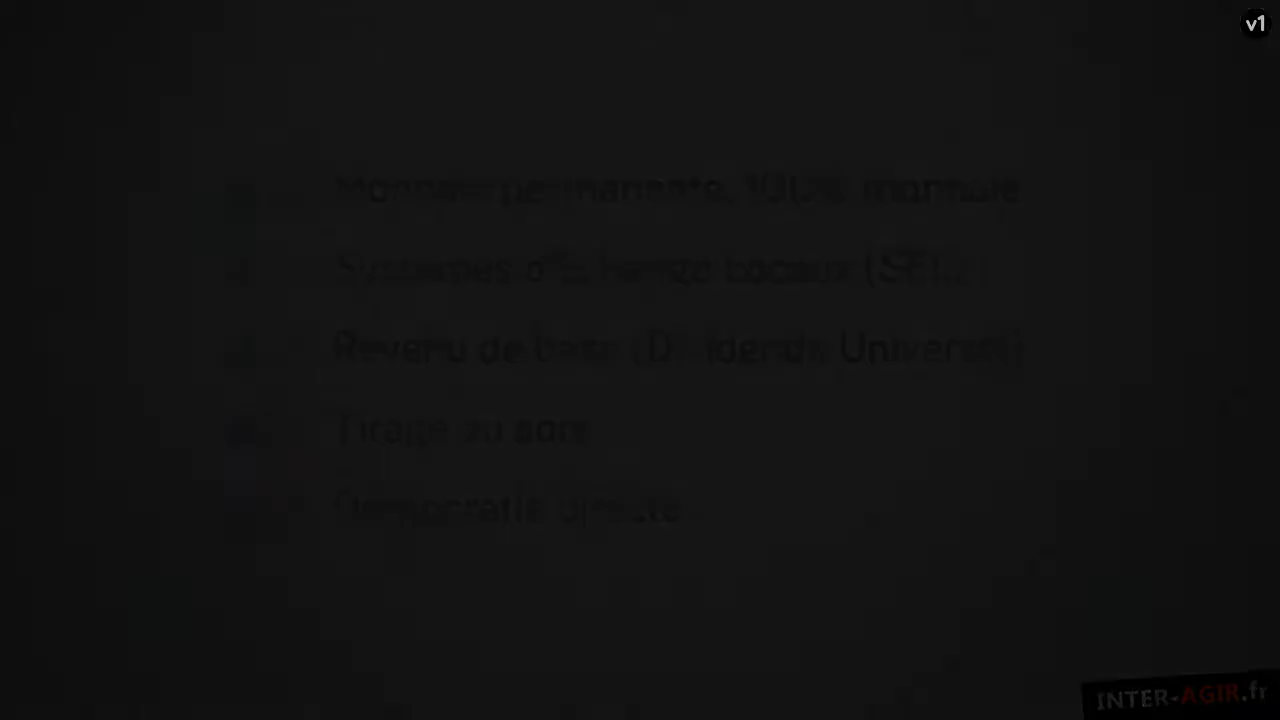 v1
Monnaie permanente, 100% monnaie
Systèmes d'échange locaux (SELs)
Revenu de base (Dividende Universel)
Tirage au sort
Démocratie directe
INTER-AGIR.fr